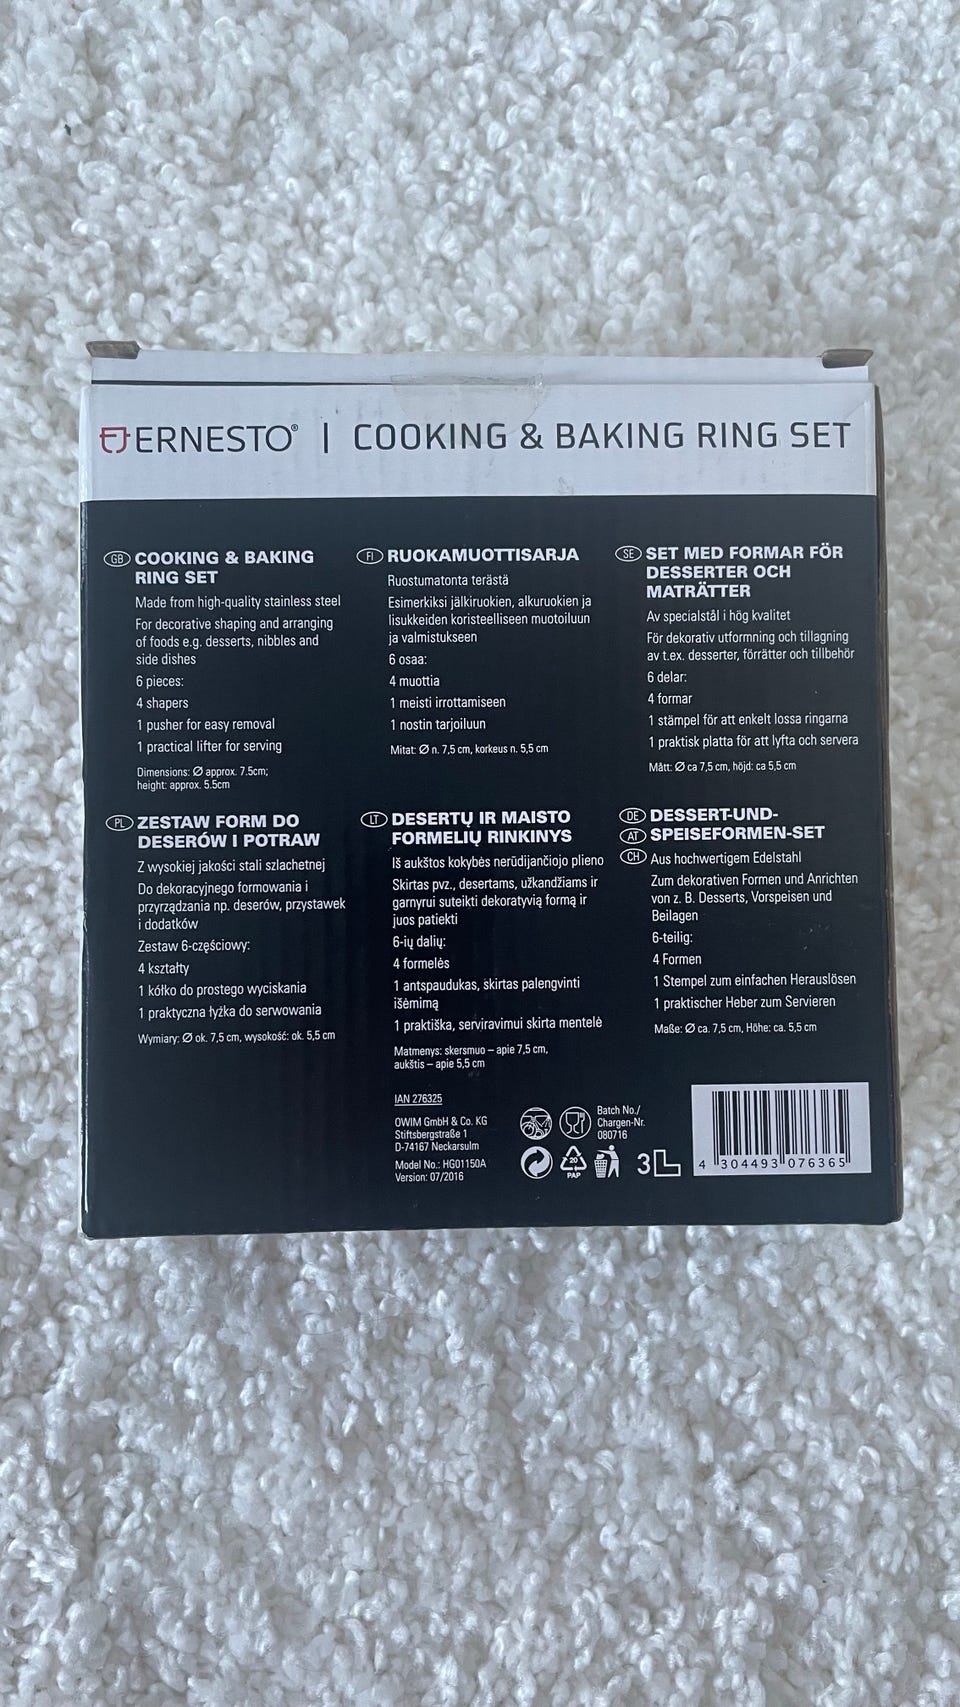 ERNESTO® | COOKING & BAKING RING SET
GB COOKING & BAKING
RING SET
Made from high-quality stainless steel
For decorative shaping and arranging
of foods e.g. desserts, nibbles and
side dishes
6 pieces:
4 shapers
1 pusher for easy removal
1 practical lifter for serving
Dimensions: Ø approx. 7.5cm;
height: approx. 5.5cm
FI RUOKAMUOTTISARJA
Ruostumatonta terästä
Esimerkiksi jälkiruokien, alkuruokien ja
lisukkeiden koristeelliseen muotoiluun
ja valmistukseen
6 osaa:
4 muottia
1 meisti irrottamiseen
1 nostin tarjoiluun
Mitat: Ø n. 7,5 cm, korkeus n. 5,5 cm
SE SET MED FORMAR FÖR
DESSERTER OCH
MATRÄTTER
Av specialstål i hög kvalitet
För dekorativ utformning och tillagning
av t.ex. desserter, förrätter och tillbehör
6 delar:
4 formar
1 stämpel för att enkelt lossa ringarna
1 praktisk platta för att lyfta och servera
Mått: Ø ca 7,5 cm, höjd: ca 5,5 cm
PL ZESTAW FORM DO
DESERÓW I POTRAW
Z wysokiej jakości stali szlachetnej
Do dekoracyjnego formowania i
przyrządzania np. deserów, przystawek
i dodatków
Zestaw 6-częściowy:
4 kształty
1 kółko do prostego wyciskania
1 praktyczna łyżka do serwowania
Wymiary: Ø ok. 7,5 cm, wysokość: ok. 5,5 cm
LT DESERTŲ IR MAISTO
FORMELIŲ RINKINYS
Iš aukštos kokybės nerūdijančiojo plieno
Skirtas pvz., desertams, užkandžiams ir
garnyrui suteikti dekoratyvią formą ir
juos patiekti
6-ių dalių:
4 formelės
1 antspaudukas, skirtas palengvinti
išėmimą
1 praktiška, serviravimui skirta mentelė
Matmenys: skersmuo – apie 7,5 cm,
aukštis – apie 5,5 cm
DE DESSERT-UND-
AT SPEISEFORMEN-SET
CH Aus hochwertigem Edelstahl
Zum dekorativen Formen und Anrichten
von z. B. Desserts, Vorspeisen und
Beilagen
6-teilig:
4 Formen
1 Stempel zum einfachen Herauslösen
1 praktischer Heber zum Servieren
Maße: Ø ca. 7,5 cm, Höhe: ca. 5,5 cm
IAN 276325
OWIM GmbH & Co. KG
Stiftsbergstraße 1
D-74167 Neckarsulm
Model No.: HG01150A
Version: 07/2016
Batch No./
Chargen-Nr.
080716
20
PAP
3L
4 304493 076365